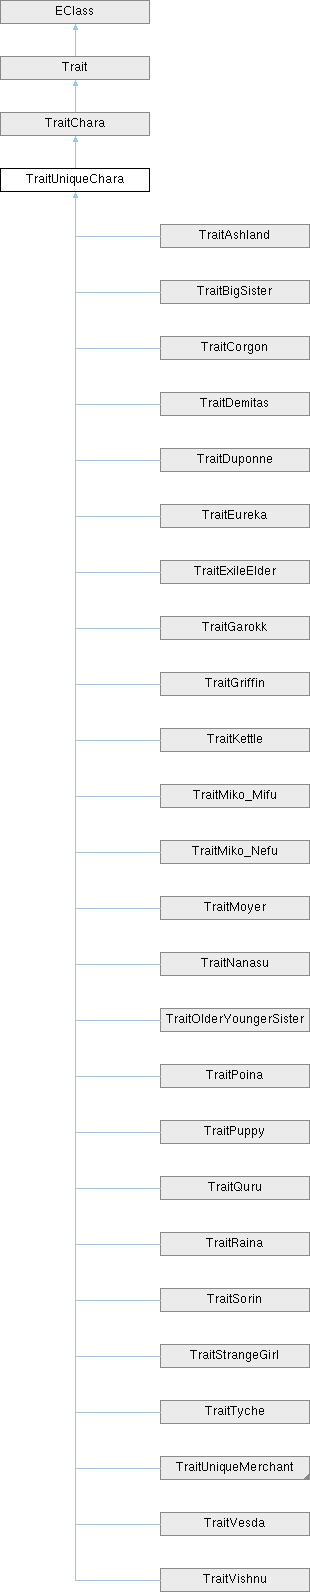 EClass
Trait
TraitChara
TraitUniqueChara
TraitAshland
TraitBigSister
TraitCorgon
TraitDemitas
TraitDuponne
TraitEureka
TraitExileElder
TraitGarokk
TraitGriffin
TraitKettle
TraitMiko_Mifu
TraitMiko_Nefu
TraitMoyer
TraitNanasu
TraitOlderYoungerSister
TraitPoina
TraitPuppy
TraitQuru
TraitRaina
TraitSorin
TraitStrangeGirl
TraitTyche
TraitUniqueMerchant
TraitVesda
TraitVishnu